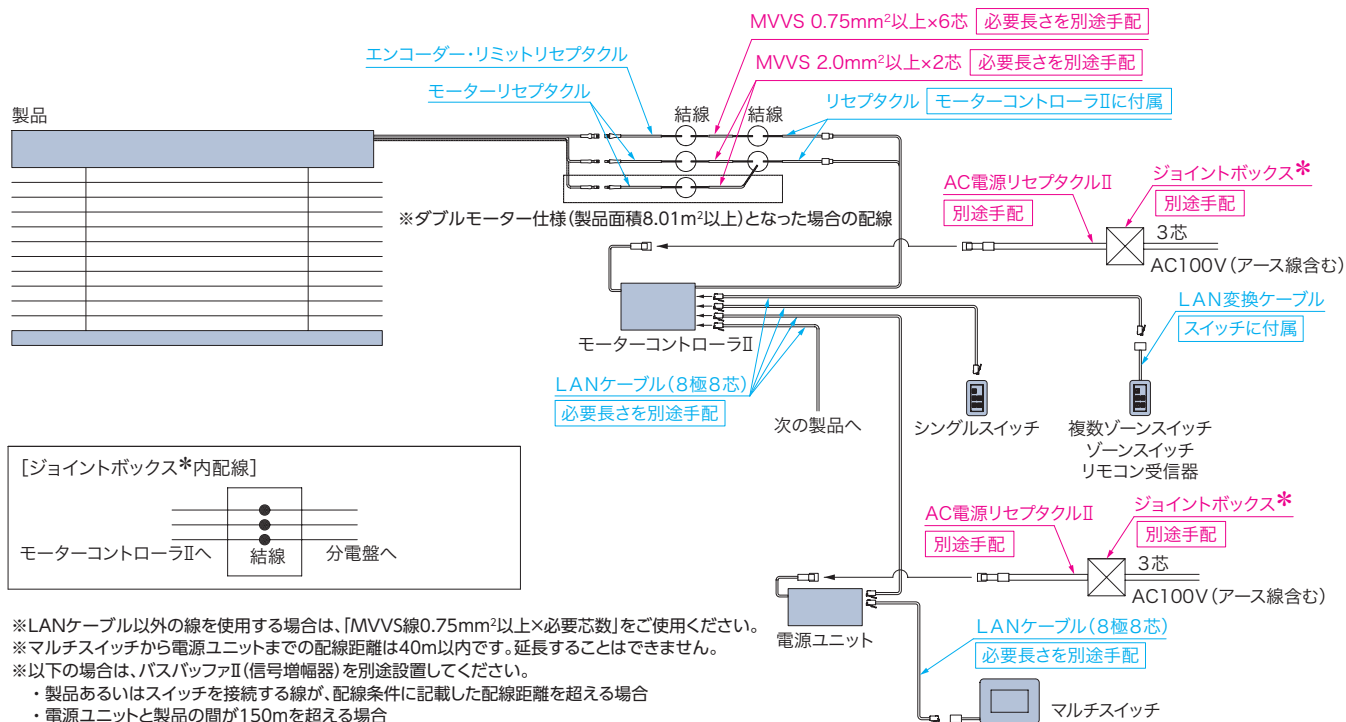 MVVS 0.75mm²以上×6芯 必要長さを別途手配
エンコーダー・リミットリセプタクル
MVVS 2.0mm²以上×2芯 必要長さを別途手配
モーターリセプタクル
リセプタクル モーターコントローラⅡに付属
製品
結線 結線
AC電源リセプタクルⅡ
別途手配
ジョイントボックス*
別途手配
3芯
AC100V(アース線含む)
※ダブルモーター仕様(製品面積8.01m²以上)となった場合の配線
モーターコントローラⅡ
LAN変換ケーブル
スイッチに付属
LANケーブル(8極8芯)
必要長さを別途手配
次の製品へ
シングルスイッチ
複数ゾーンスイッチ
ゾーンスイッチ
リモコン受信器
[ジョイントボックス*内配線]
モーターコントローラⅡへ 結線 分電盤へ
AC電源リセプタクルⅡ
別途手配
ジョイントボックス*
別途手配
3芯
AC100V(アース線含む)
電源ユニット
LANケーブル(8極8芯)
必要長さを別途手配
マルチスイッチ
※LANケーブル以外の線を使用する場合は、「MVVS線0.75mm²以上×必要芯数」をご使用ください。
※マルチスイッチから電源ユニットまでの配線距離は40m以内です。延長することはできません。
※以下の場合は、バスバッファⅡ(信号増幅器)を別途設置してください。
・製品あるいはスイッチを接続する線が、配線条件に記載した配線距離を超える場合
・電源ユニットと製品の間が150mを超える場合